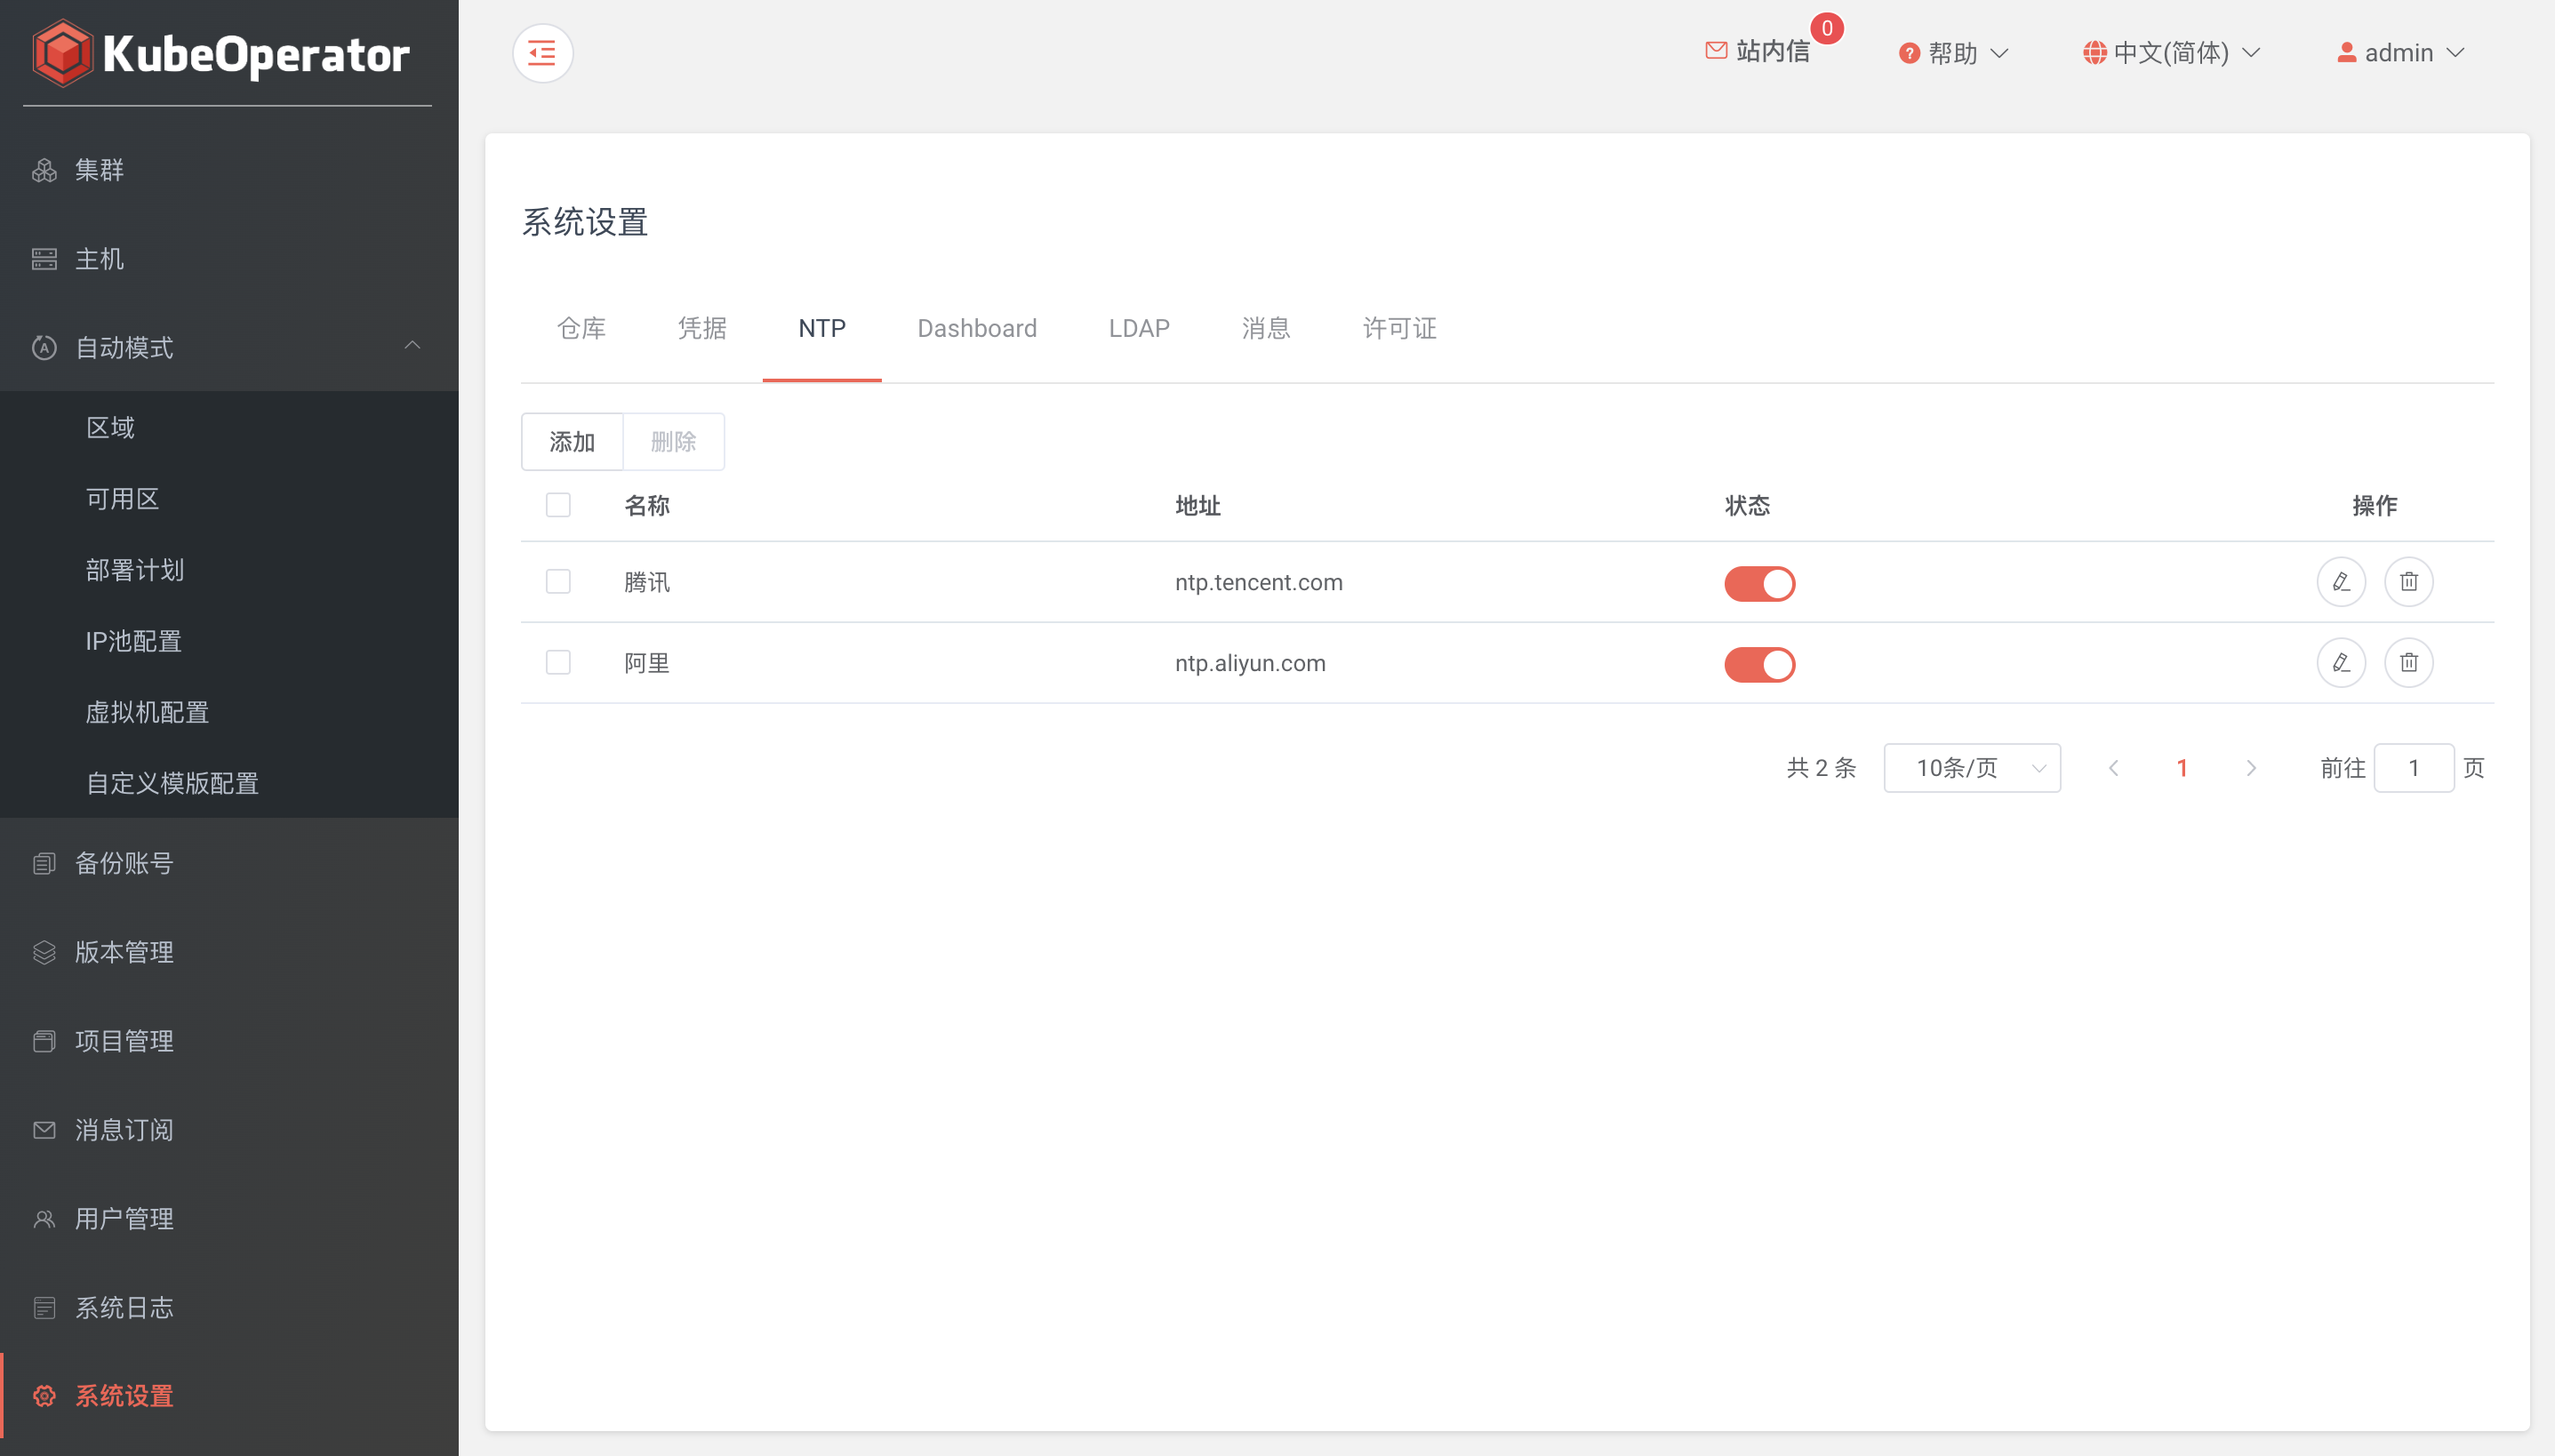 KubeOperator
集群
主机
自动模式
区域
可用区
部署计划
IP池配置
虚拟机配置
自定义模版配置
备份账号
版本管理
项目管理
消息订阅
用户管理
系统日志
系统设置
站内信 0 帮助 中文(简体) admin
系统设置
仓库 凭据 NTP Dashboard LDAP 消息 许可证
添加 删除
名称 地址 状态 操作
腾讯 ntp.tencent.com
阿里 ntp.aliyun.com
共 2 条 10条/页 1 前往 1 页